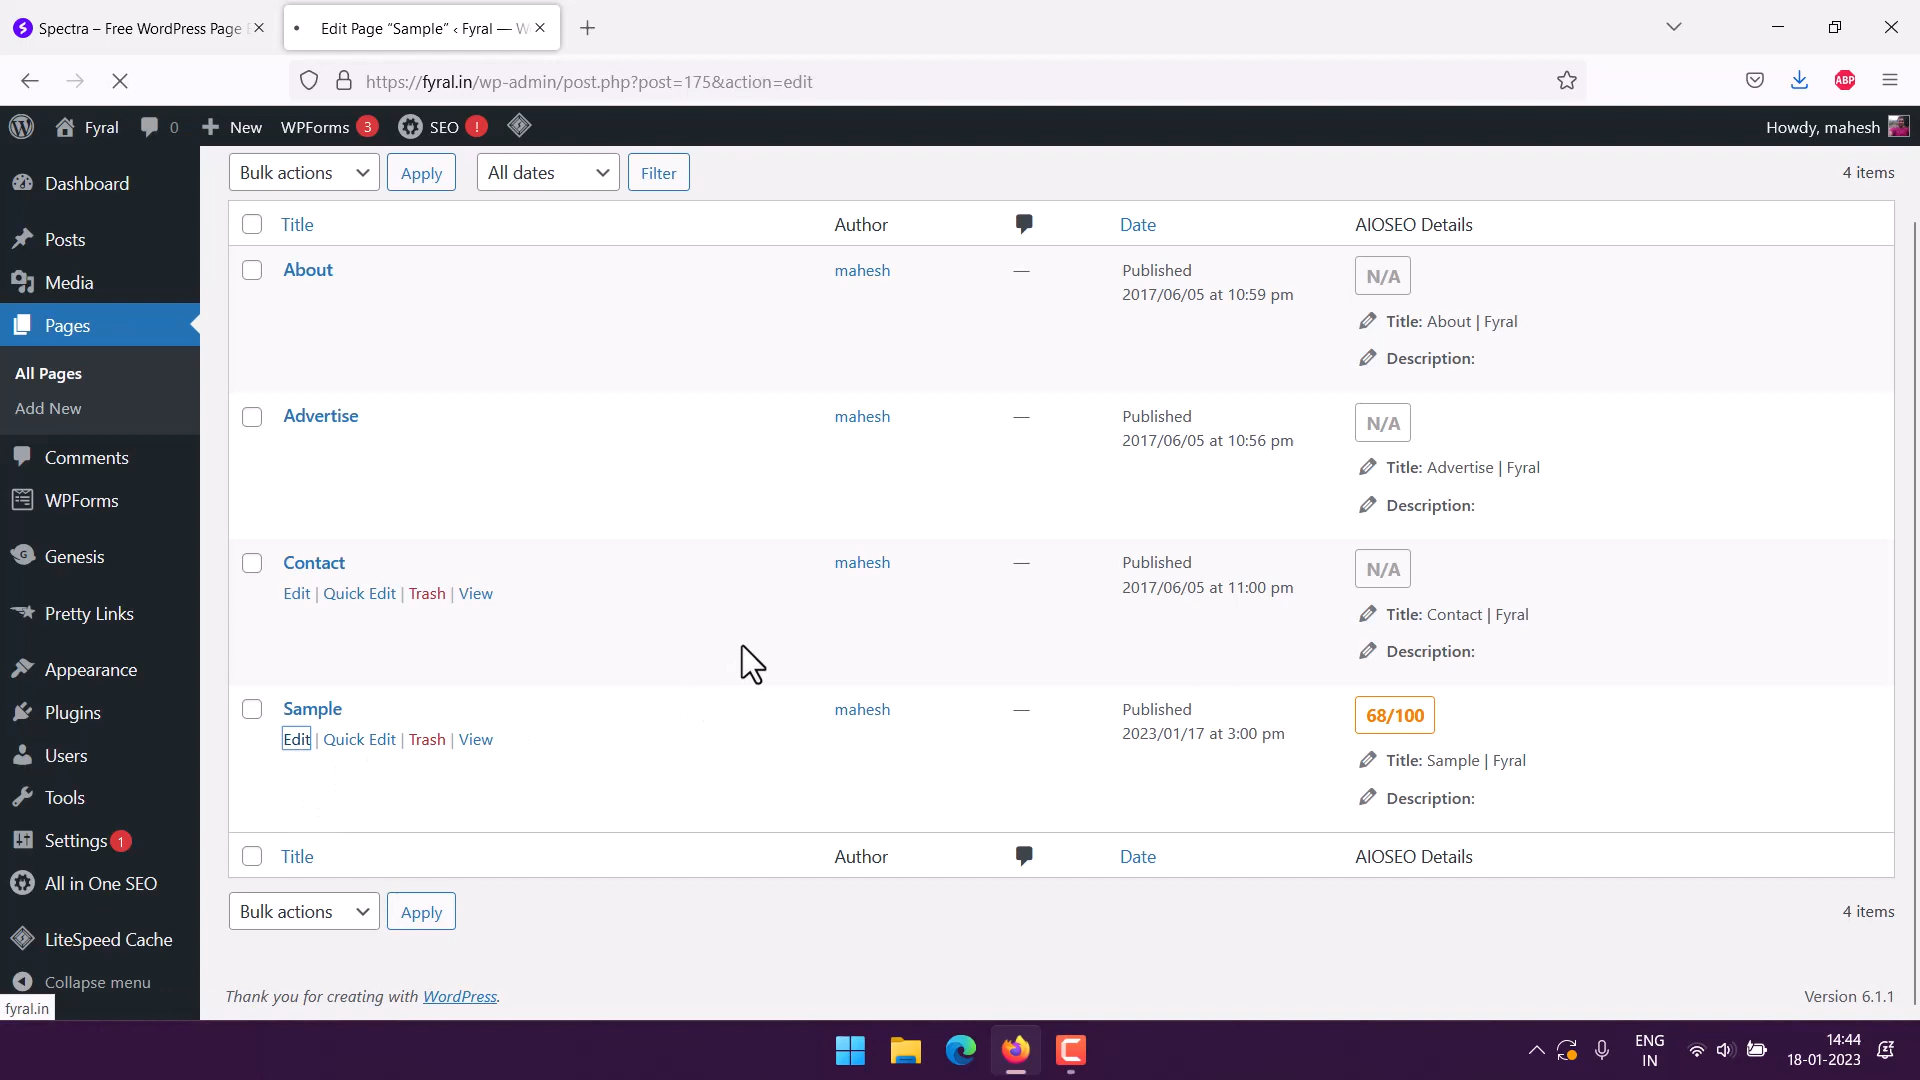 Spectra – Free WordPress Page
Edit Page “Sample” ‹ Fyral — W
https://fyral.in/wp-admin/post.php?post=175&action=edit
ABP
Fyral
0
New
WPForms 3
SEO !
Howdy, mahesh
Dashboard
Posts
Media
Pages
All Pages
Add New
Comments
WPForms
Genesis
Pretty Links
Appearance
Plugins
Users
Tools
Settings 1
All in One SEO
LiteSpeed Cache
Collapse menu
fyral.in
Bulk actions
Apply
All dates
Filter
4 items
Title
Author
Date
AIOSEO Details
About
mahesh
—
Published
2017/06/05 at 10:59 pm
N/A
Title: About | Fyral
Description:
Advertise
mahesh
—
Published
2017/06/05 at 10:56 pm
N/A
Title: Advertise | Fyral
Description:
Contact
Edit | Quick Edit | Trash | View
mahesh
—
Published
2017/06/05 at 11:00 pm
N/A
Title: Contact | Fyral
Description:
Sample
Edit | Quick Edit | Trash | View
mahesh
—
Published
2023/01/17 at 3:00 pm
68/100
Title: Sample | Fyral
Description:
Title
Author
Date
AIOSEO Details
Bulk actions
Apply
4 items
Thank you for creating with WordPress.
Version 6.1.1
ENG
IN
14:44
18-01-2023